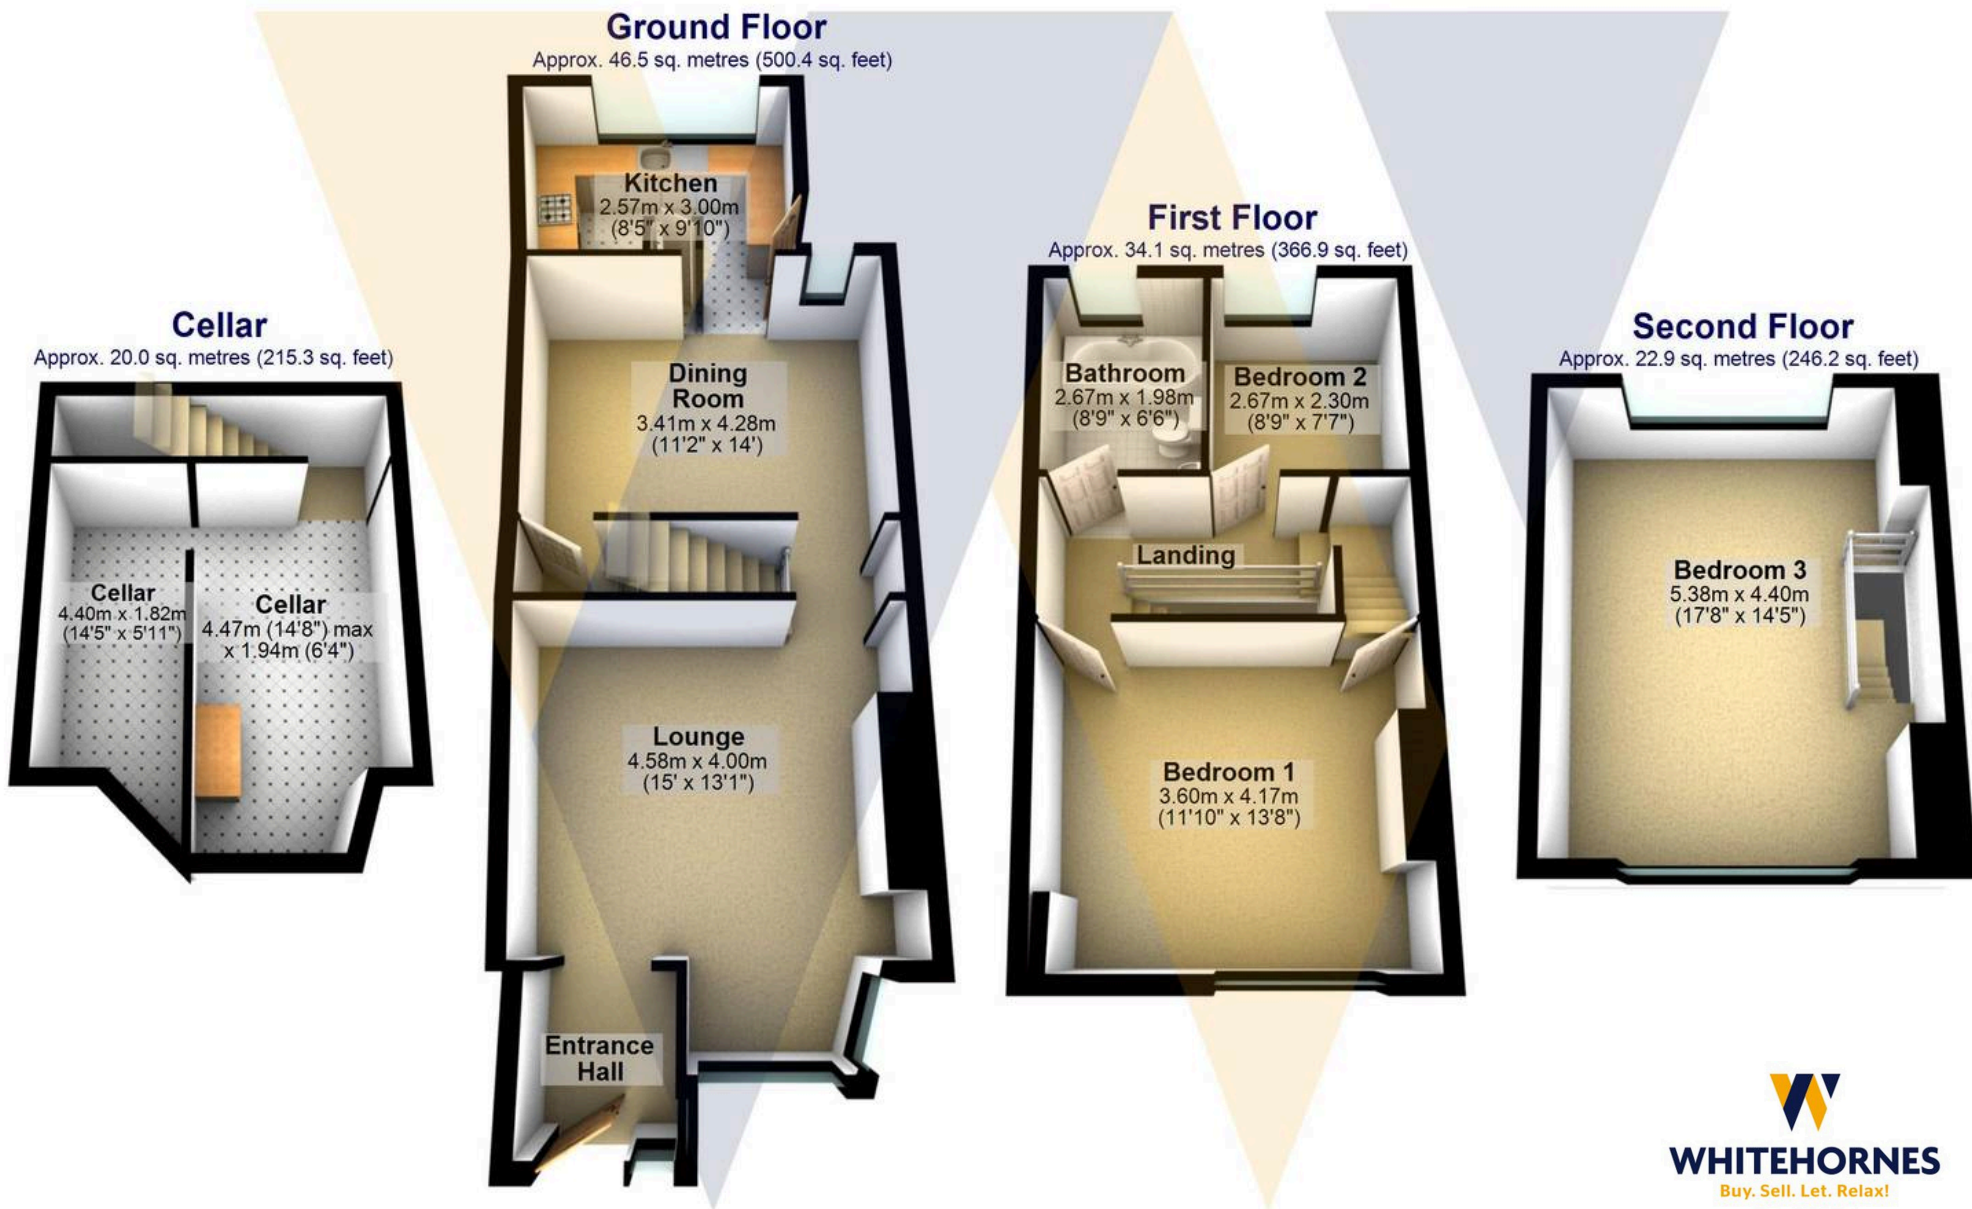 Ground Floor
Approx. 46.5 sq. metres (500.4 sq. feet)
Kitchen
2.57m x 3.00m
(8'5" x 9'10")
Dining
Room
3.41m x 4.28m
(11'2" x 14')
Lounge
4.58m x 4.00m
(15' x 13'1")
Entrance
Hall
First Floor
Approx. 34.1 sq. metres (366.9 sq. feet)
Bathroom
2.67m x 1.98m
(8'9" x 6'6")
Bedroom 2
2.67m x 2.30m
(8'9" x 7'7")
Landing
Bedroom 1
3.60m x 4.17m
(11'10" x 13'8")
Cellar
Approx. 20.0 sq. metres (215.3 sq. feet)
Cellar
4.40m x 1.82m
(14'5" x 5'11")
Cellar
4.47m (14'8") max
x 1.94m (6'4")
Second Floor
Approx. 22.9 sq. metres (246.2 sq. feet)
Bedroom 3
5.38m x 4.40m
(17'8" x 14'5")
WHITEHORNES
Buy. Sell. Let. Relax!